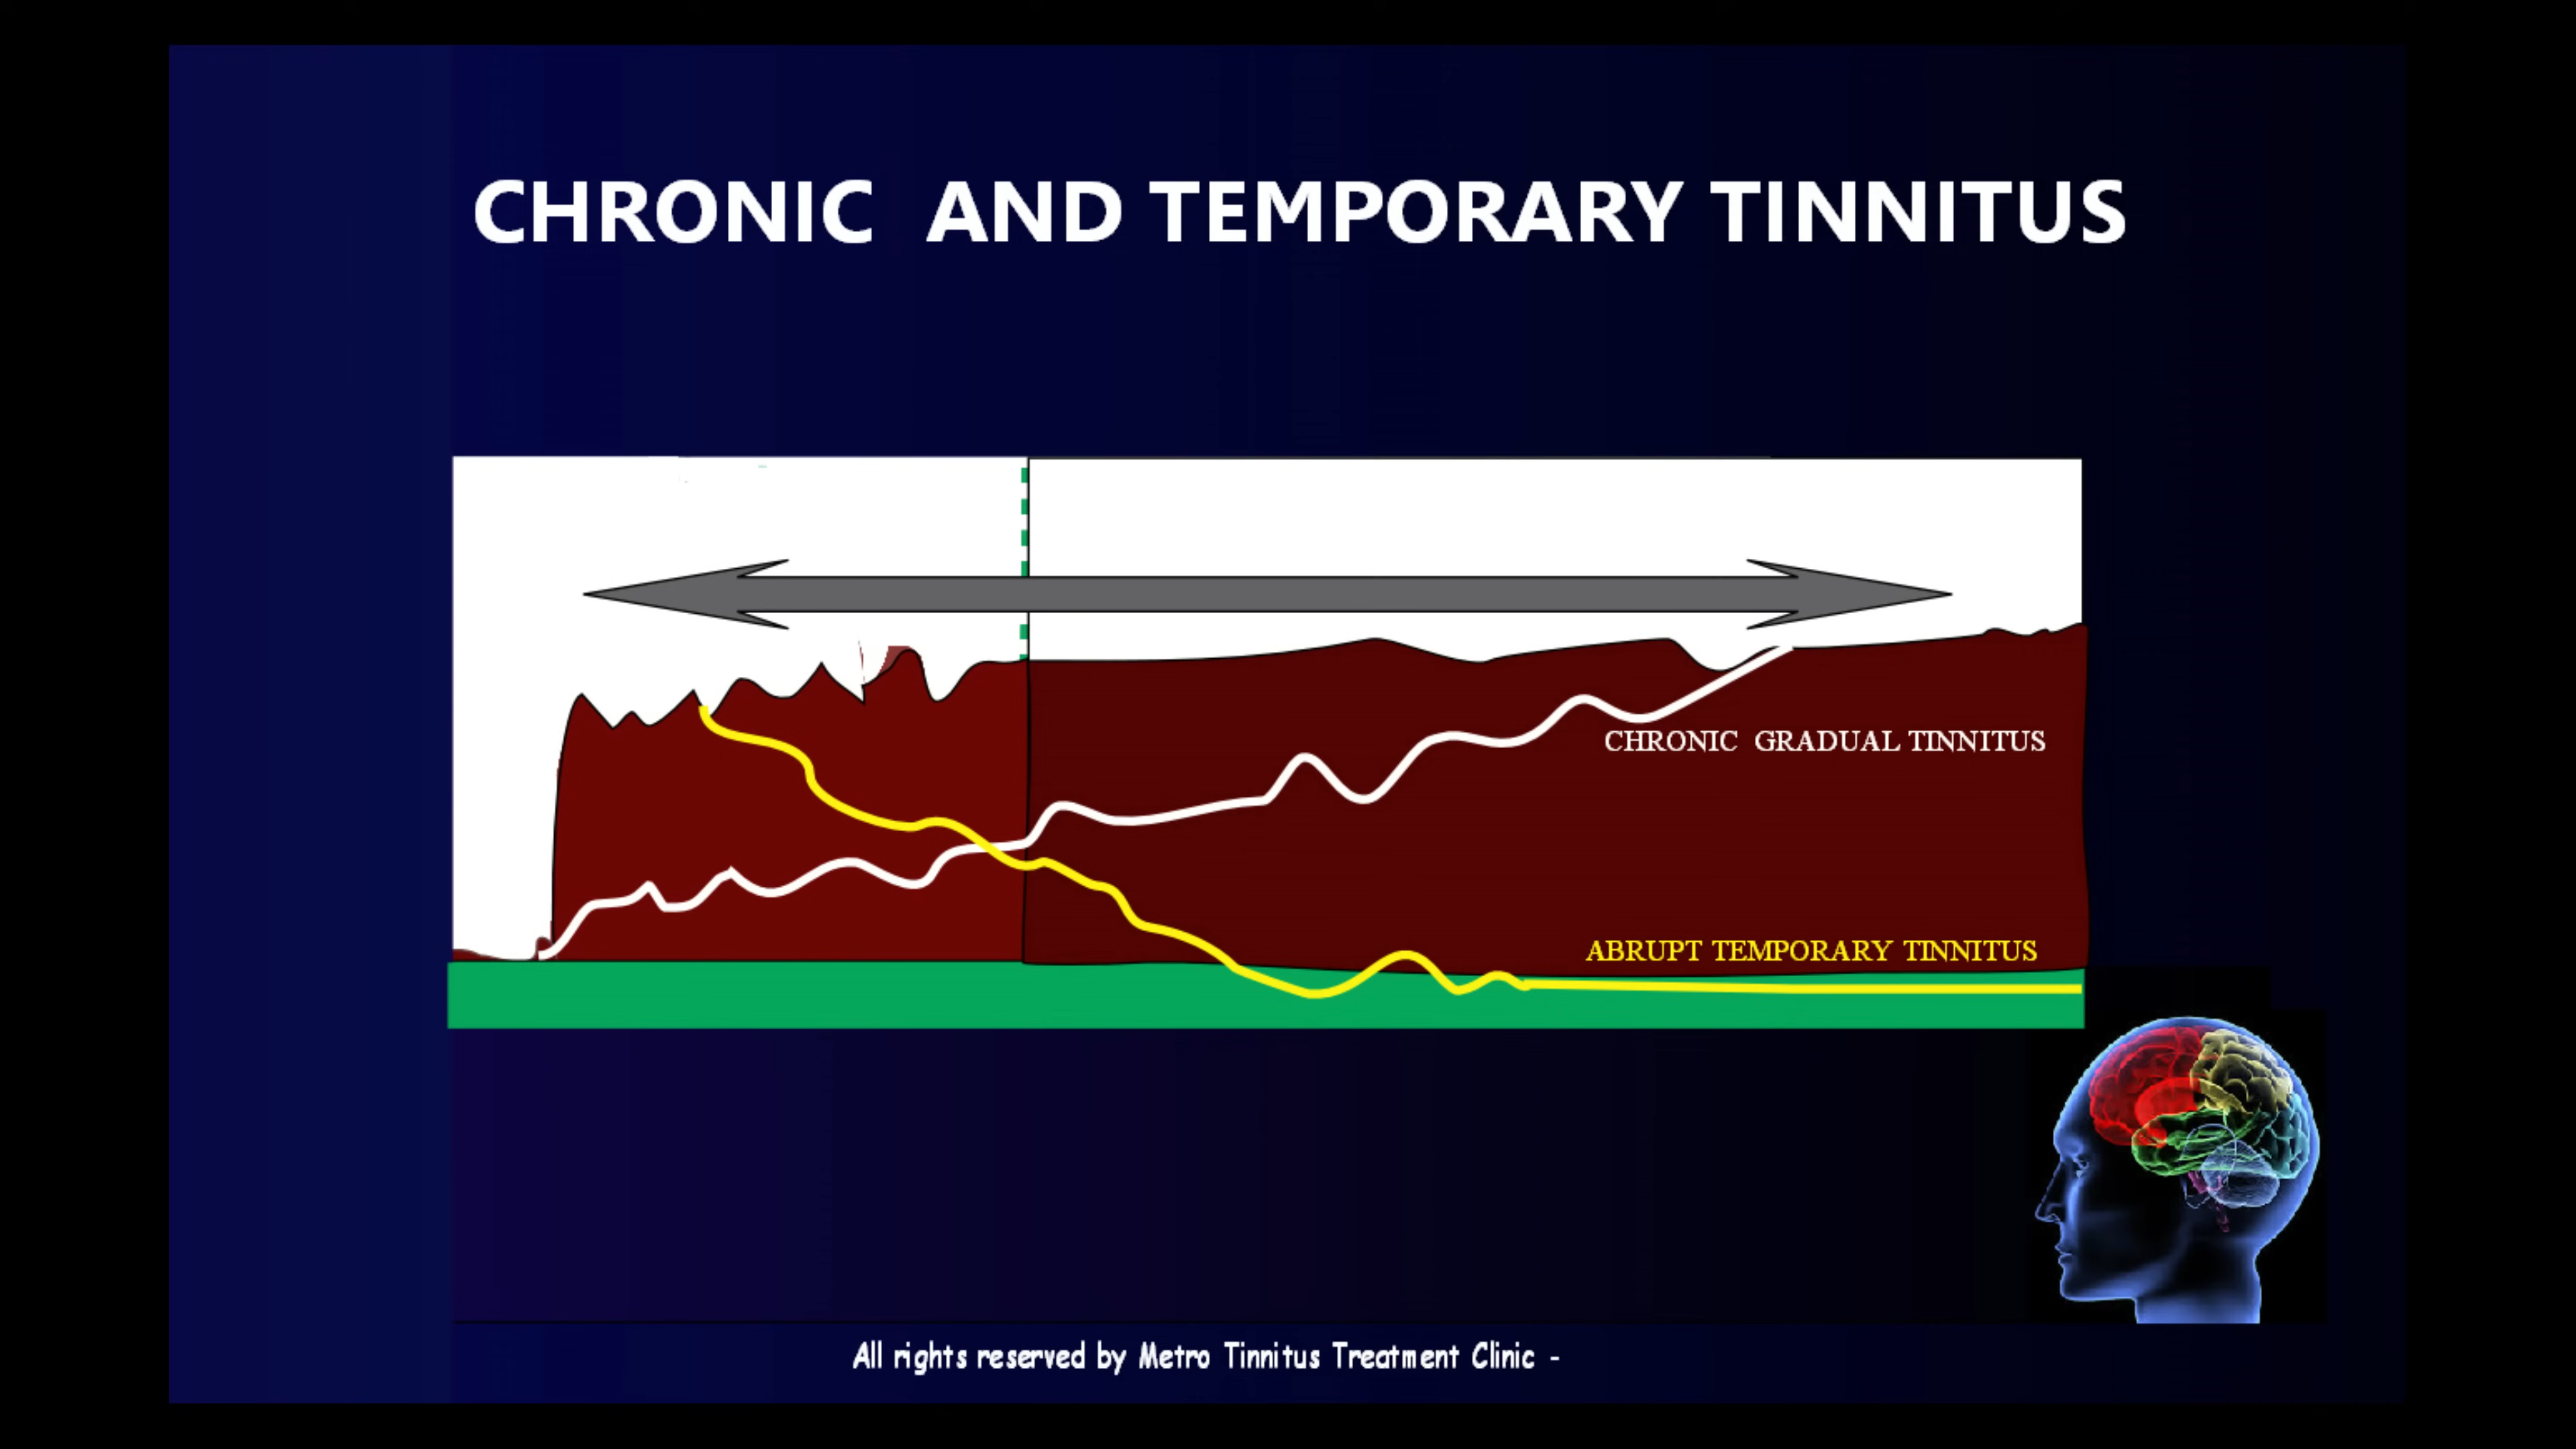 CHRONIC AND TEMPORARY TINNITUS
CHRONIC GRADUAL TINNITUS
ABRUPT TEMPORARY TINNITUS
All rights reserved by Metro Tinnitus Treatment Clinic -